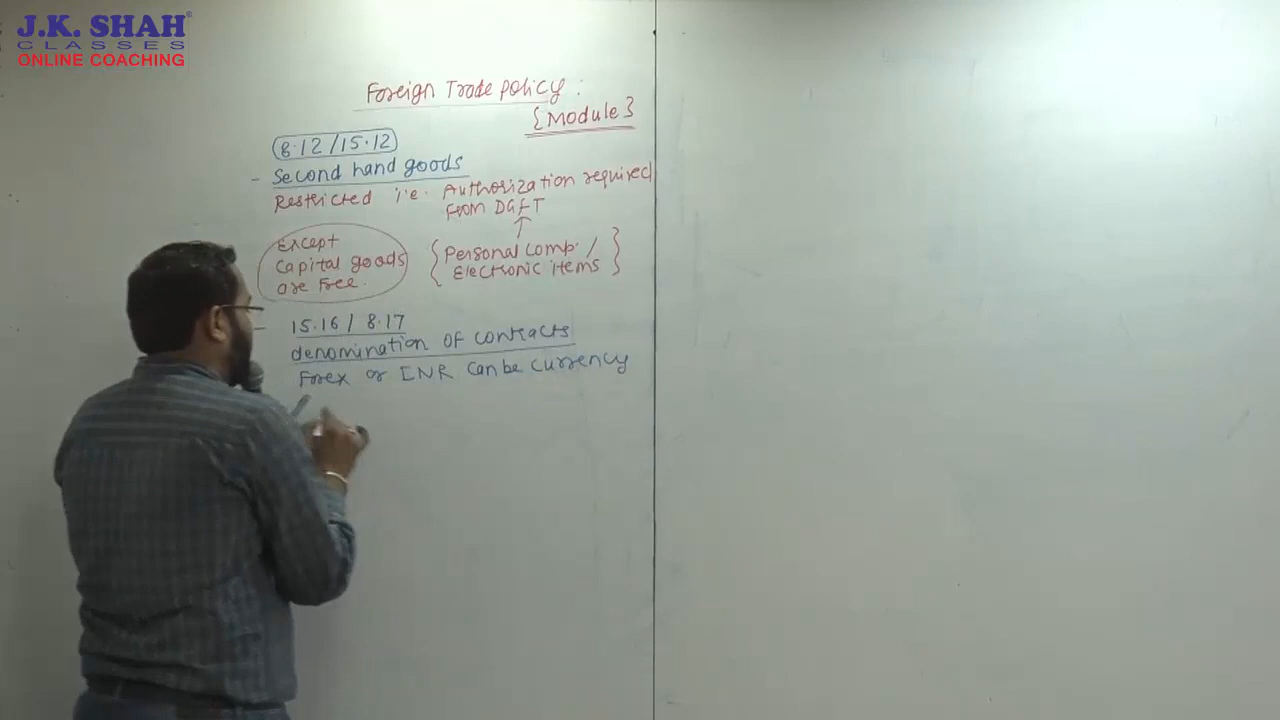 J.K. SHAH®
CLASSES
ONLINE COACHING
Foreign Trade Policy :
{Module}
8.12 / 15.12
- Second hand goods
Restricted i.e. Authorization required
from DGFT
Except
Capital goods
are Free.
{Personal Comp. /
Electronic items}
- 15.16 / 8.17
denomination of contracts
Forex or INR can be currency